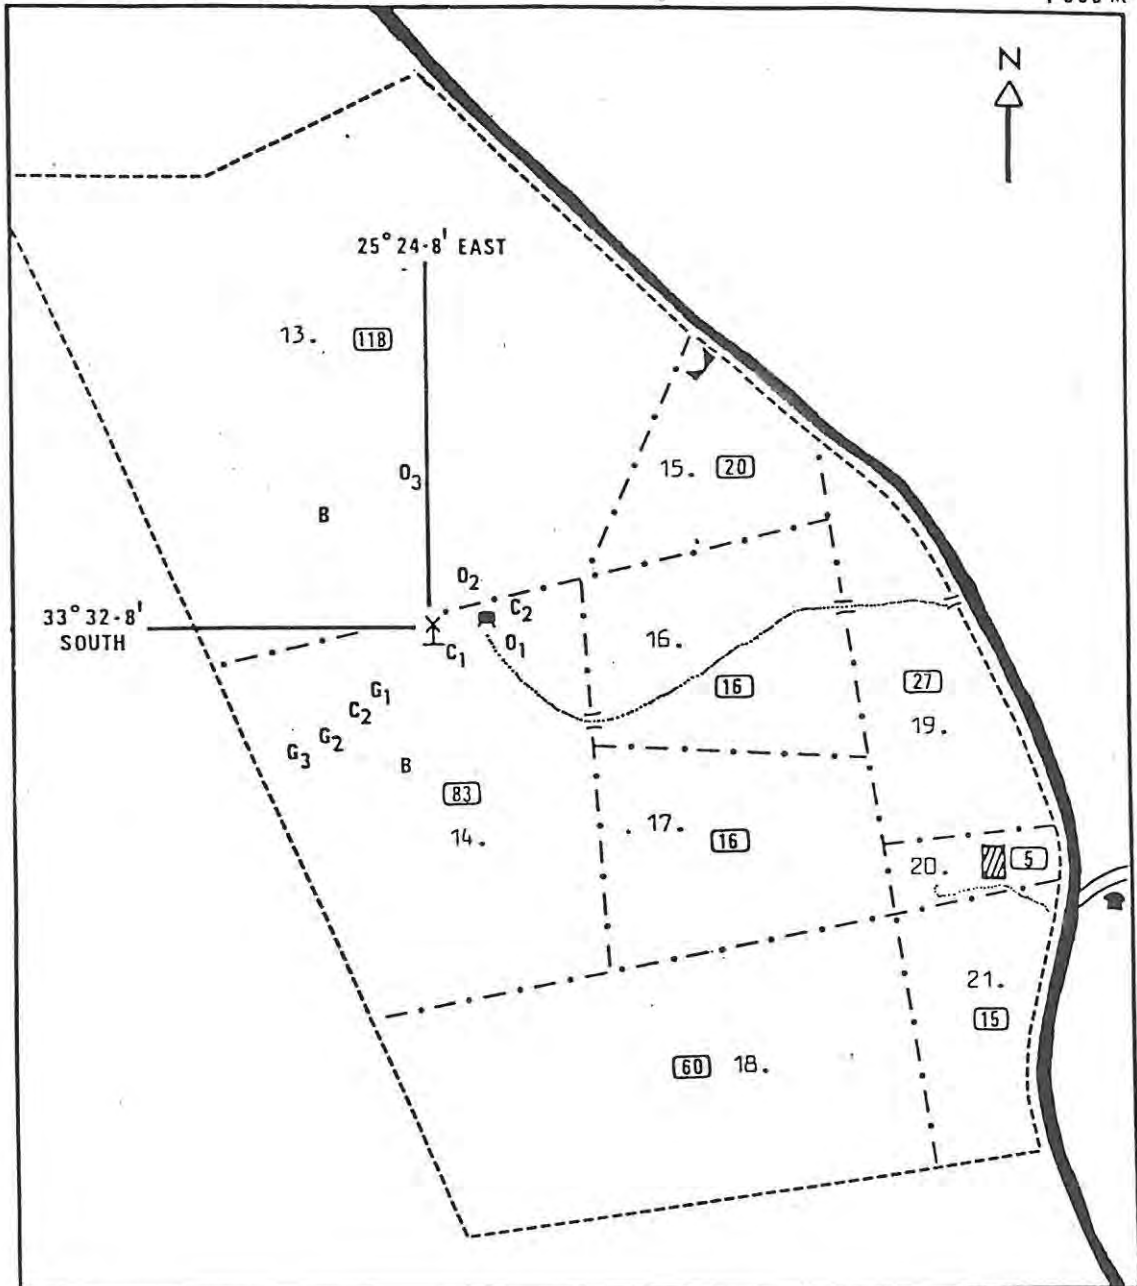 N
25° 24-8' EAST
13. 118
O3
15. 20
B
O2
C2
33° 32-8'
SOUTH
C1
O1
16.
16
G1
C2
27
G2
G3
19.
B
83
14.
17. 16
20. 5
21.
15
60 18.